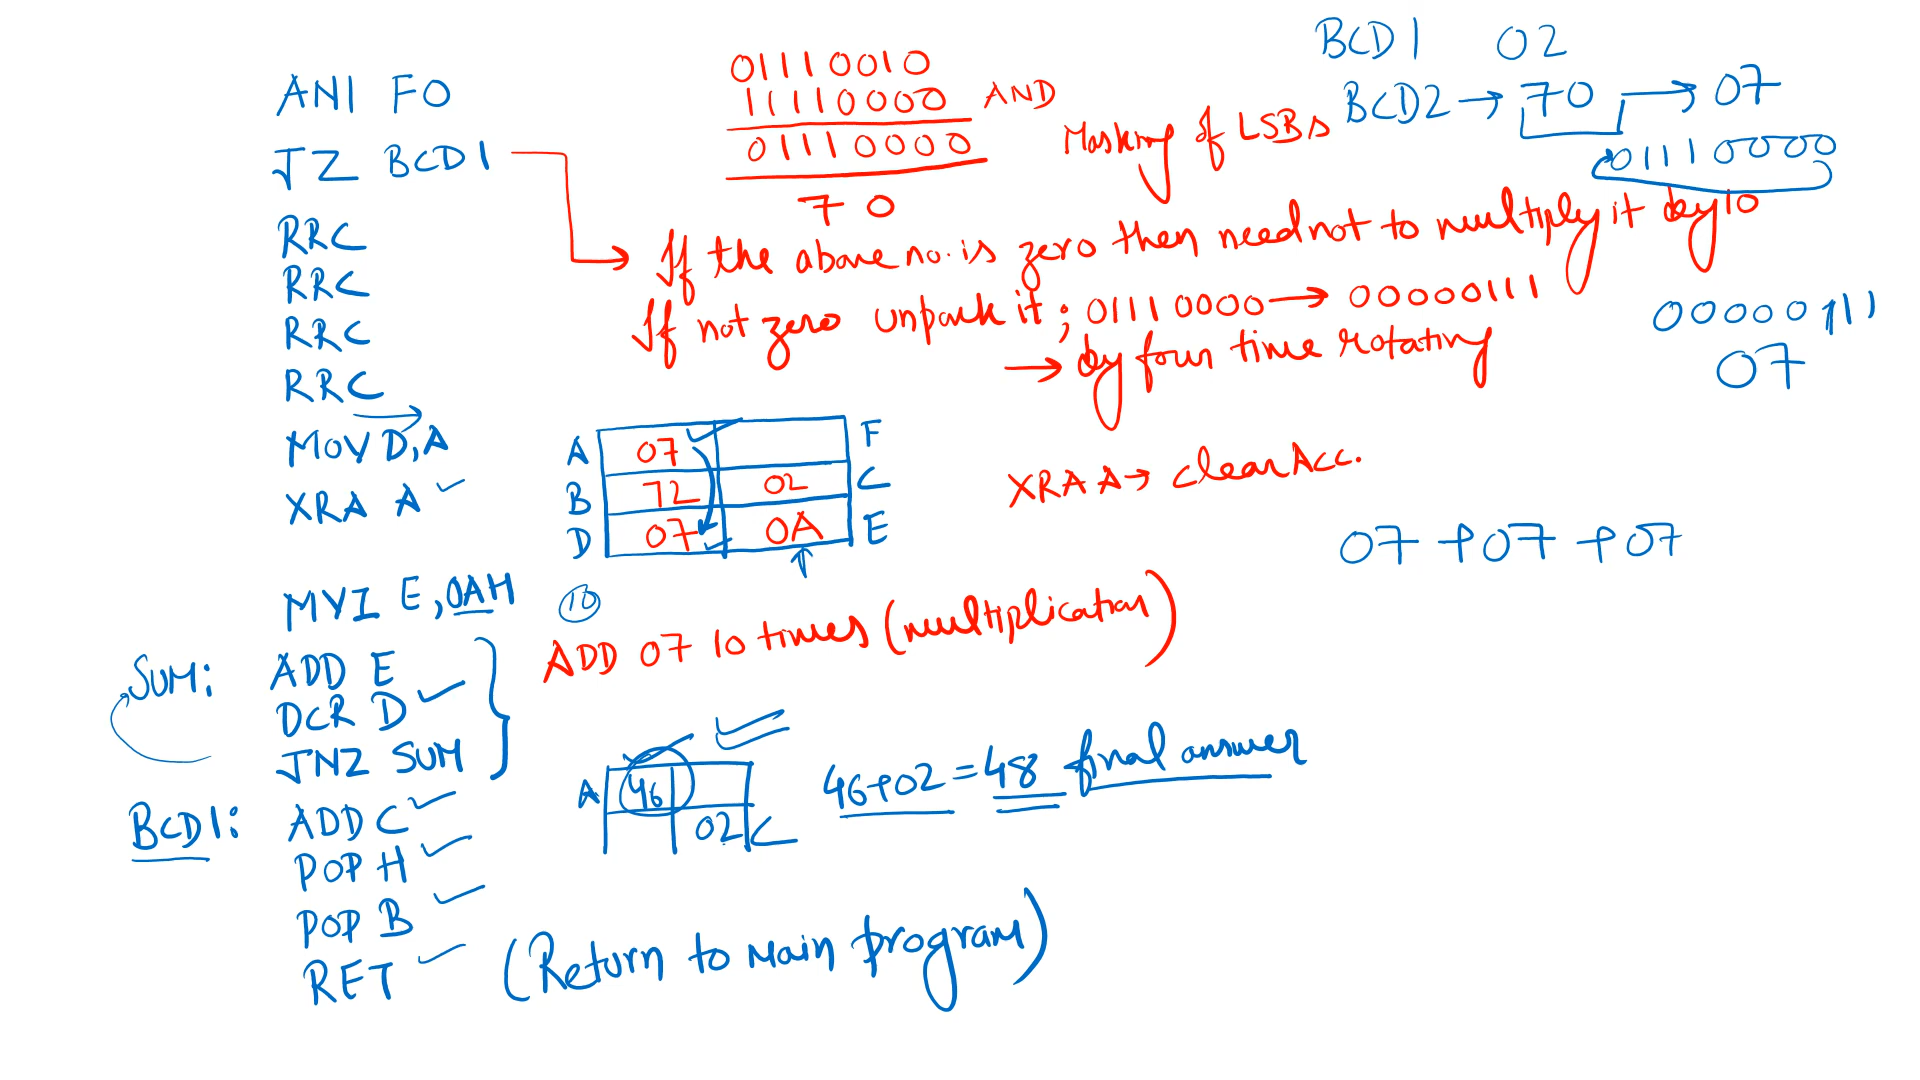 BCD1 02
ANI F0
01110010
11110000 AND
01110000
70
Masking of LSBs
BCD2 → 70 → 07
01110000
JZ BCD1
RRC
RRC
RRC
RRC
→ If the above no. is zero then need not to multiply it by 10
If not zero unpack it ; 01110000 → 00000111
→ by four time rotating
00000111
07
MOV D,A
XRA A
A 07 F
B 72 02 C
D 07 0A E
XRA A → clear Acc.
07 + 07 + 07
MVI E,0AH
10
ADD 07 10 times (multiplication)
SUM: ADD E
DCR D
JNZ SUM
A 46
02 C
46+02 = 48 final answer
BCD1: ADD C
POP H
POP B
RET (Return to Main program)